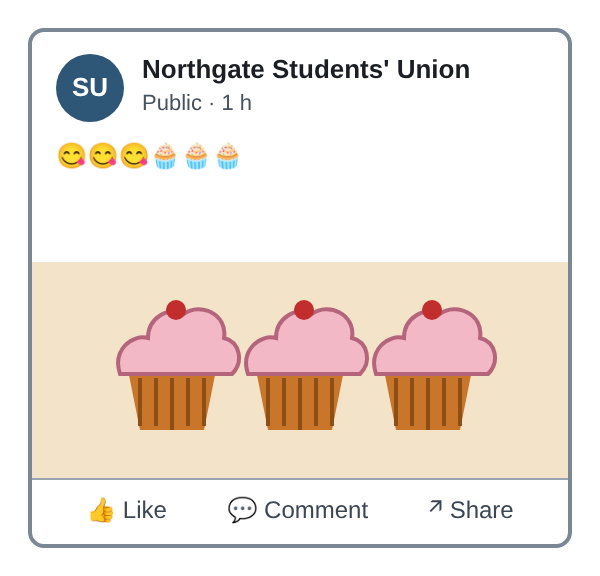 SU
Northgate Students' Union
Public · 1 h
😋😋😋🧁🧁🧁
👍 Like 💬 Comment ↗ Share